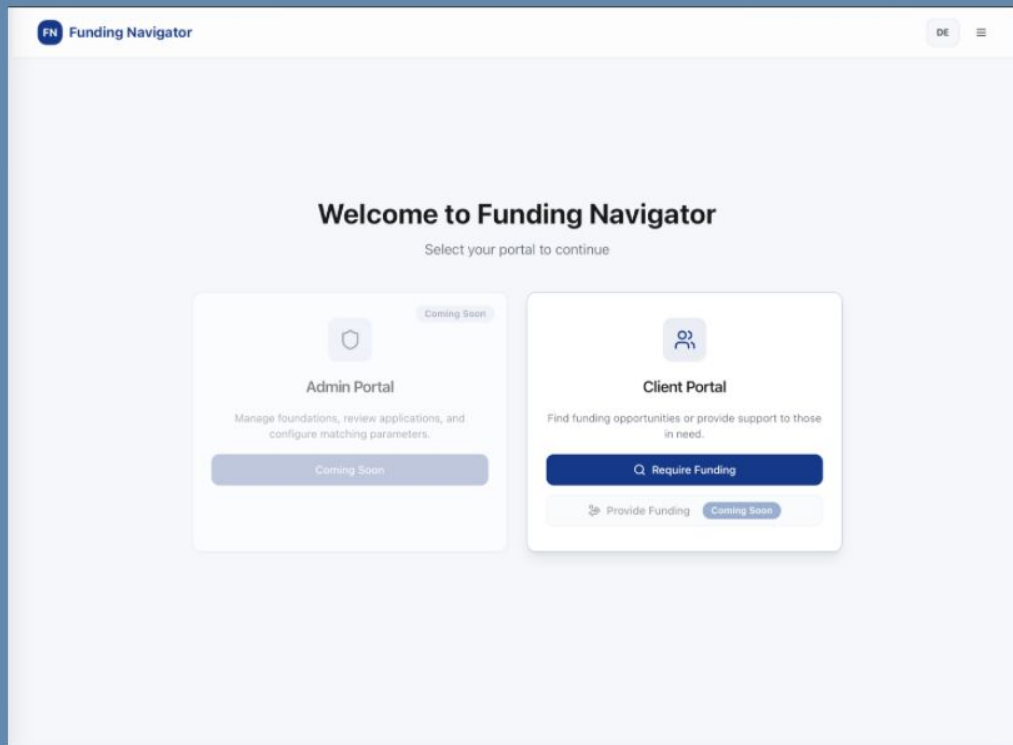 FN Funding Navigator
DE
Welcome to Funding Navigator
Select your portal to continue
Coming Soon
Admin Portal
Manage foundations, review applications, and
configure matching parameters.
Coming Soon
Client Portal
Find funding opportunities or provide support to those
in need.
Require Funding
Provide Funding Coming Soon